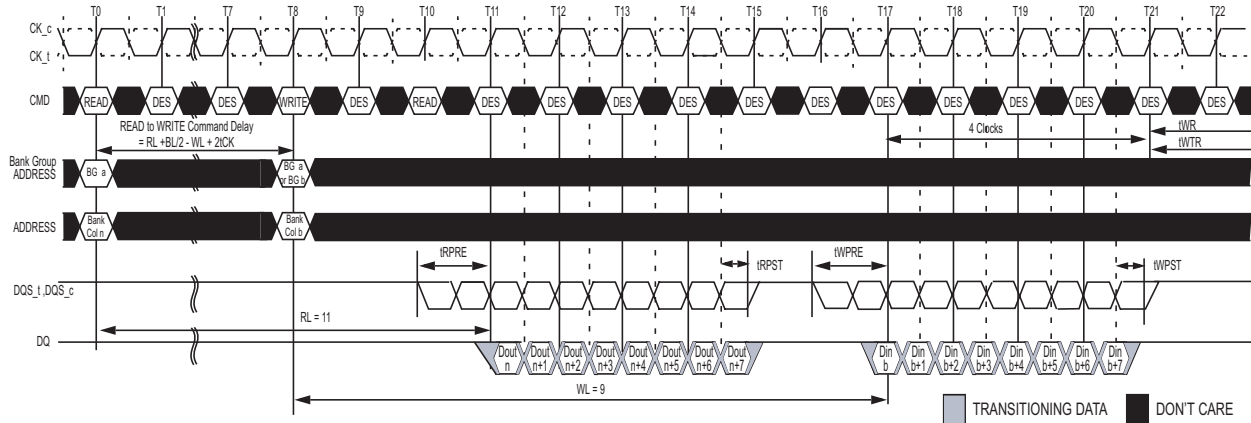 T0 T1 T7 T8 T9 T10 T11 T12 T13 T14 T15 T16 T17 T18 T19 T20 T21 T22
CK_c
CK_t
CMD READ DES DES WRITE DES READ DES DES DES DES DES DES DES DES DES DES DES DES
READ to WRITE Command Delay
= RL +BL/2 - WL + 2tCK
4 Clocks
tWR
tWTR
Bank Group
ADDRESS
BG a
BG a
or BG b
ADDRESS
Bank
Col n
Bank
Col b
tRPRE
tRPST
tWPRE
tWPST
DQS_t ,DQS_c
RL = 11
DQ
Dout Dout Dout Dout Dout Dout Dout Dout
n n+1 n+2 n+3 n+4 n+5 n+6 n+7
Din Din Din Din Din Din Din Din
b b+1 b+2 b+3 b+4 b+5 b+6 b+7
WL = 9
TRANSITIONING DATA
DON'T CARE